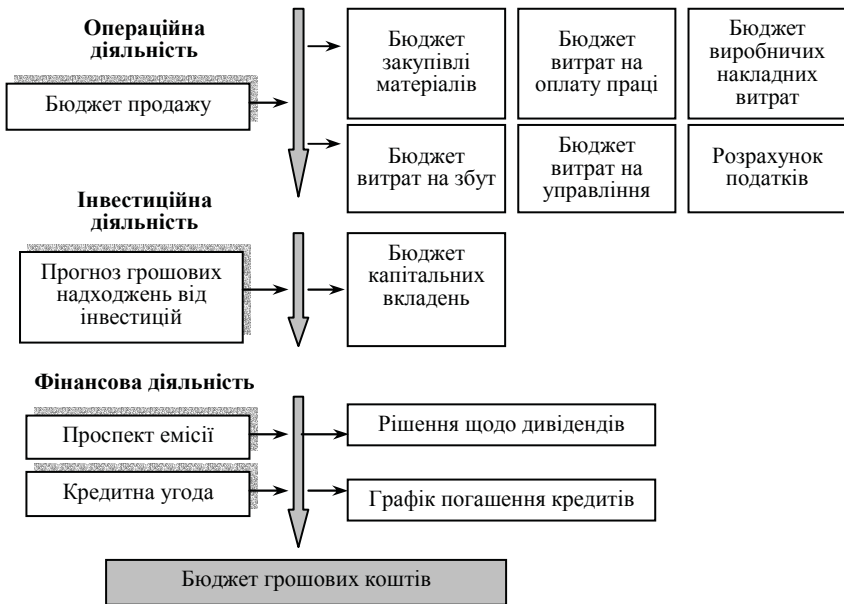 Операційна
діяльність
Бюджет продажу
Бюджет
закупівлі
матеріалів
Бюджет
витрат на
оплату праці
Бюджет
виробничих
накладних
витрат
Бюджет
витрат на збут
Бюджет
витрат на
управління
Розрахунок
податків
Інвестиційна
діяльність
Прогноз грошових
надходжень від
інвестицій
Бюджет
капітальних
вкладень
Фінансова діяльність
Проспект емісії
Рішення щодо дивідендів
Кредитна угода
Графік погашення кредитів
Бюджет грошових коштів